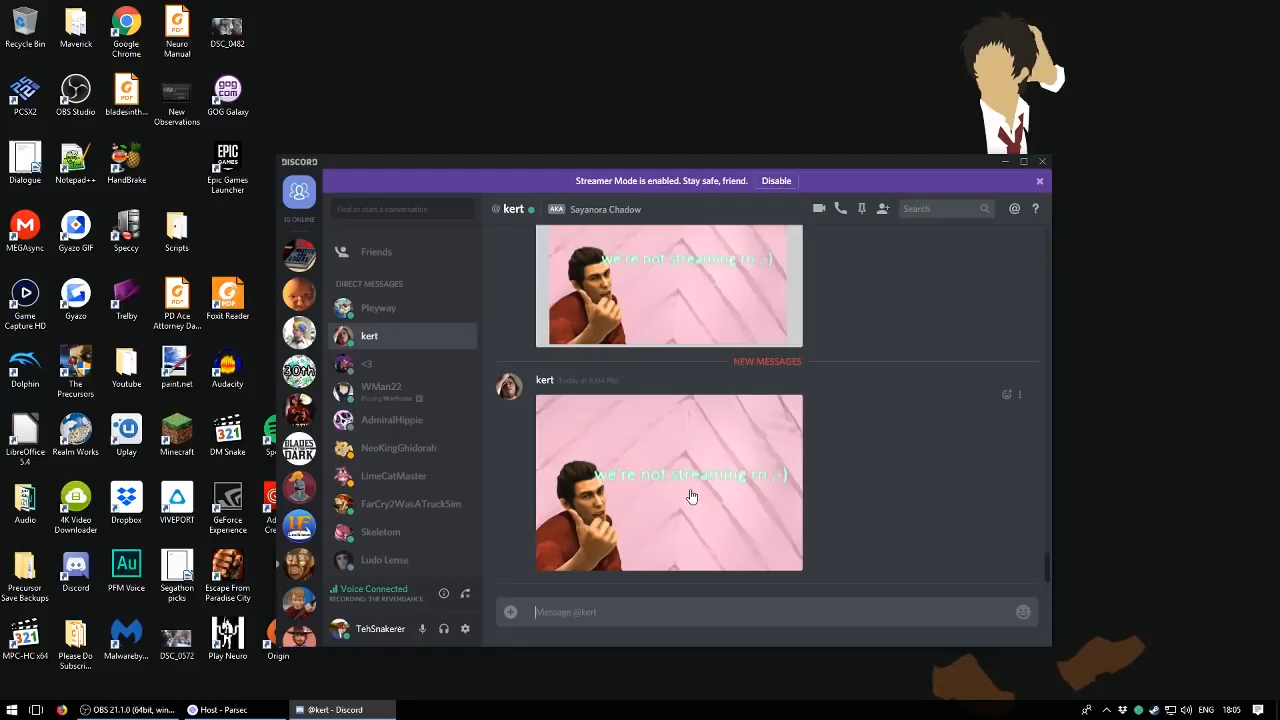 Recycle Bin
Maverick
Google Chrome
Neuro Manual
DSC_0482
PCSX2
OBS Studio
bladesinth...
New Observations
GOG Galaxy
Dialogue
Notepad++
HandBrake
Epic Games Launcher
MEGAsync
Gyazo GIF
Speccy
Scripts
Game Capture HD
Gyazo
Trelby
PD Ace Attorney Da...
Foxit Reader
Dolphin
The Precursors
Youtube
paint.net
Audacity
LibreOffice 5.4
Realm Works
Uplay
Minecraft
DM Snake
Audio
4K Video Downloader
Dropbox
VIVEPORT
GeForce Experience
Precursor Save Backups
Discord
PFM Voice
Segathon picks
Escape From Paradise City
MPC-HC x64
Please Do Subscri...
Malwareby...
DSC_0572
Play Neuro
Origin
DISCORD
Streamer Mode is enabled. Stay safe, friend. Disable
10 ONLINE
Find or start a conversation
@ kert AKA Sayanora Chadow
Search
Friends
DIRECT MESSAGES
Pleyway
kert
<3
WMan22
Playing Warframe
AdmiralHippie
NeoKingGhidorah
LimeCatMaster
FarCry2WasATruckSim
Skeletom
Ludo Lense
Voice Connected
RECORDING: THE REVENGANCE...
TehSnakerer
we're not streaming rn ;-)
NEW MESSAGES
kert Today at 6:04 PM
we're not streaming rn ;-)
Message @kert
OBS 21.1.0 (64bit, win...
Host - Parsec
@kert - Discord
ENG
18:05